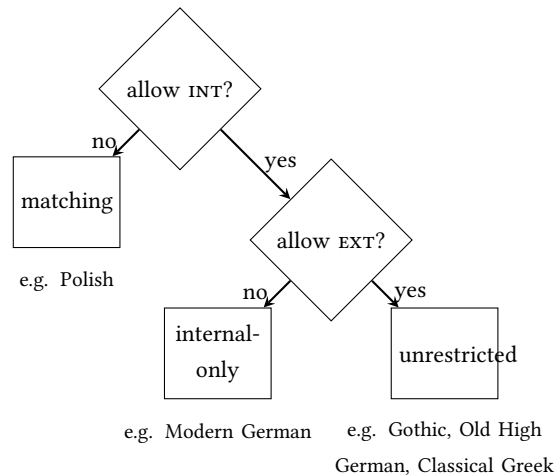 allow INT?
no
yes
matching
allow EXT?
e.g. Polish
no
yes
internal-
only
unrestricted
e.g. Modern German
e.g. Gothic, Old High
German, Classical Greek